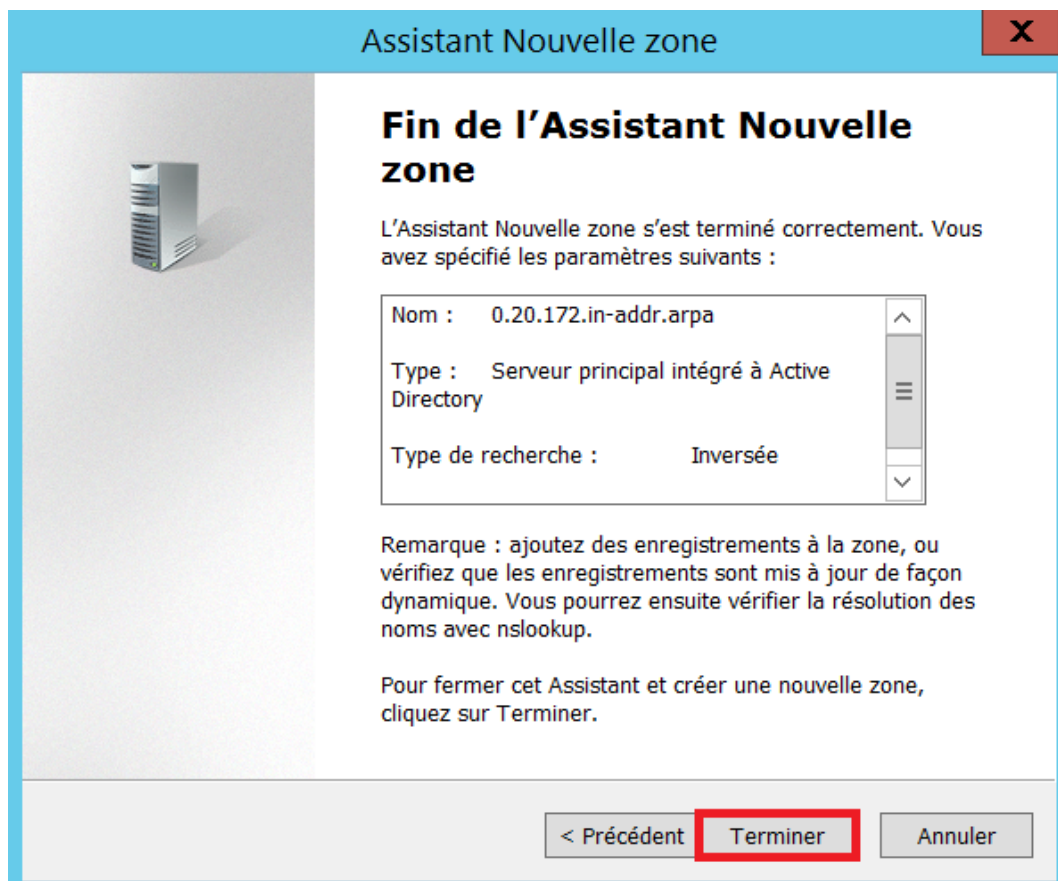 Assistant Nouvelle zone
X
Fin de l’Assistant Nouvelle
zone
L’Assistant Nouvelle zone s’est terminé correctement. Vous
avez spécifié les paramètres suivants :
Nom : 0.20.172.in-addr.arpa
Type : Serveur principal intégré à Active
Directory
Type de recherche : Inversée
Remarque : ajoutez des enregistrements à la zone, ou
vérifiez que les enregistrements sont mis à jour de façon
dynamique. Vous pourrez ensuite vérifier la résolution des
noms avec nslookup.
Pour fermer cet Assistant et créer une nouvelle zone,
cliquez sur Terminer.
< Précédent Terminer Annuler